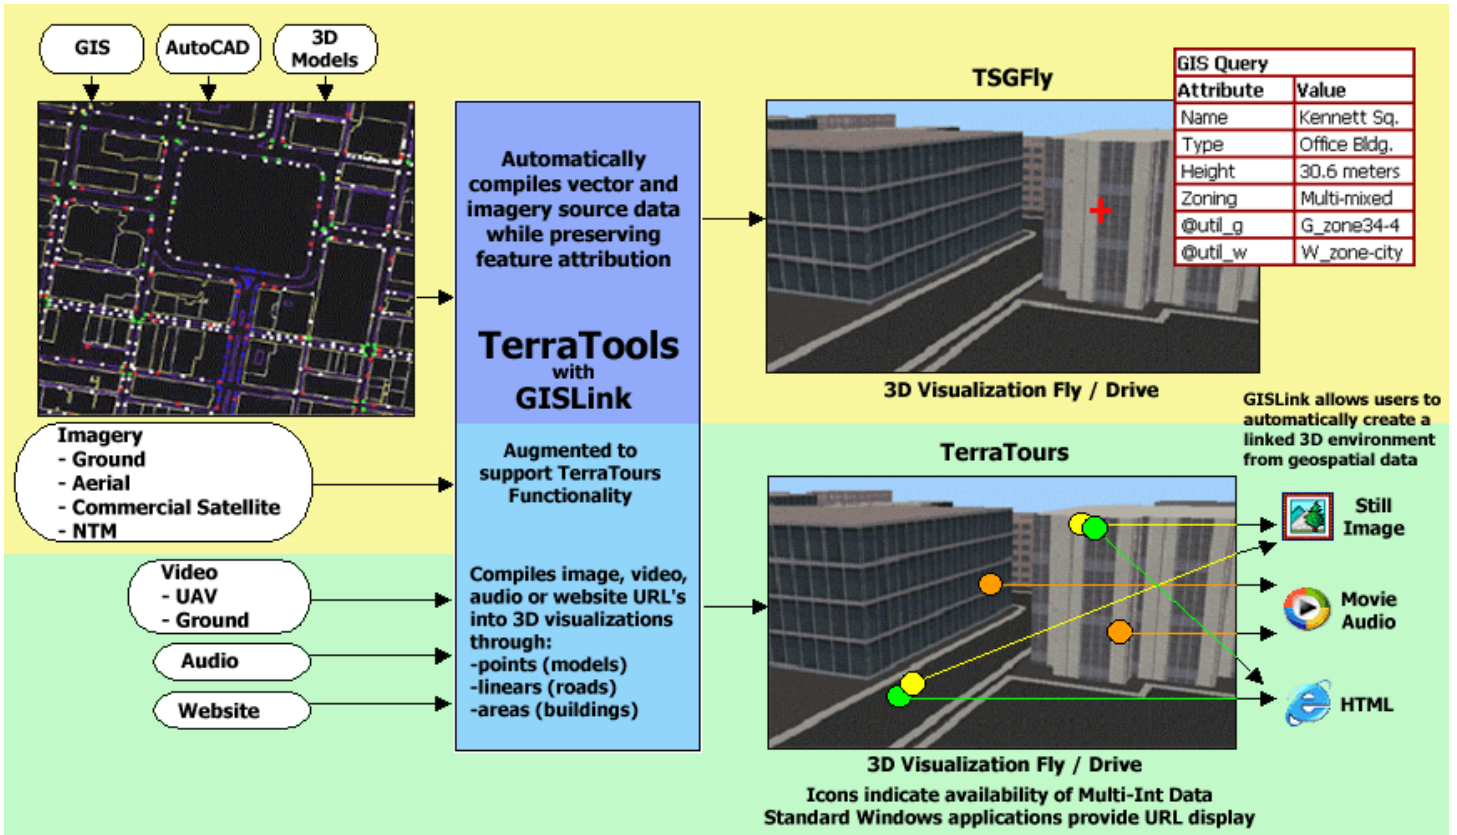 GIS
AutoCAD
3D
Models
Imagery
- Ground
- Aerial
- Commercial Satellite
- NTM
Video
- UAV
- Ground
Audio
Website
Automatically
compiles vector and
imagery source data
while preserving
feature attribution
TerraTools
with
GISLink
Augmented to
support TerraTours
Functionality
Compiles image, video,
audio or website URL's
into 3D visualizations
through:
-points (models)
-linears (roads)
-areas (buildings)
TSGFly
GIS Query
Attribute Value
Name Kennett Sq.
Type Office Bldg.
Height 30.6 meters
Zoning Multi-mixed
@util_g G_zone34-4
@util_w W_zone-city
3D Visualization Fly / Drive
GISLink allows users to
automatically create a
linked 3D environment
from geospatial data
TerraTours
Still
Image
Movie
Audio
HTML
3D Visualization Fly / Drive
Icons indicate availability of Multi-Int Data
Standard Windows applications provide URL display